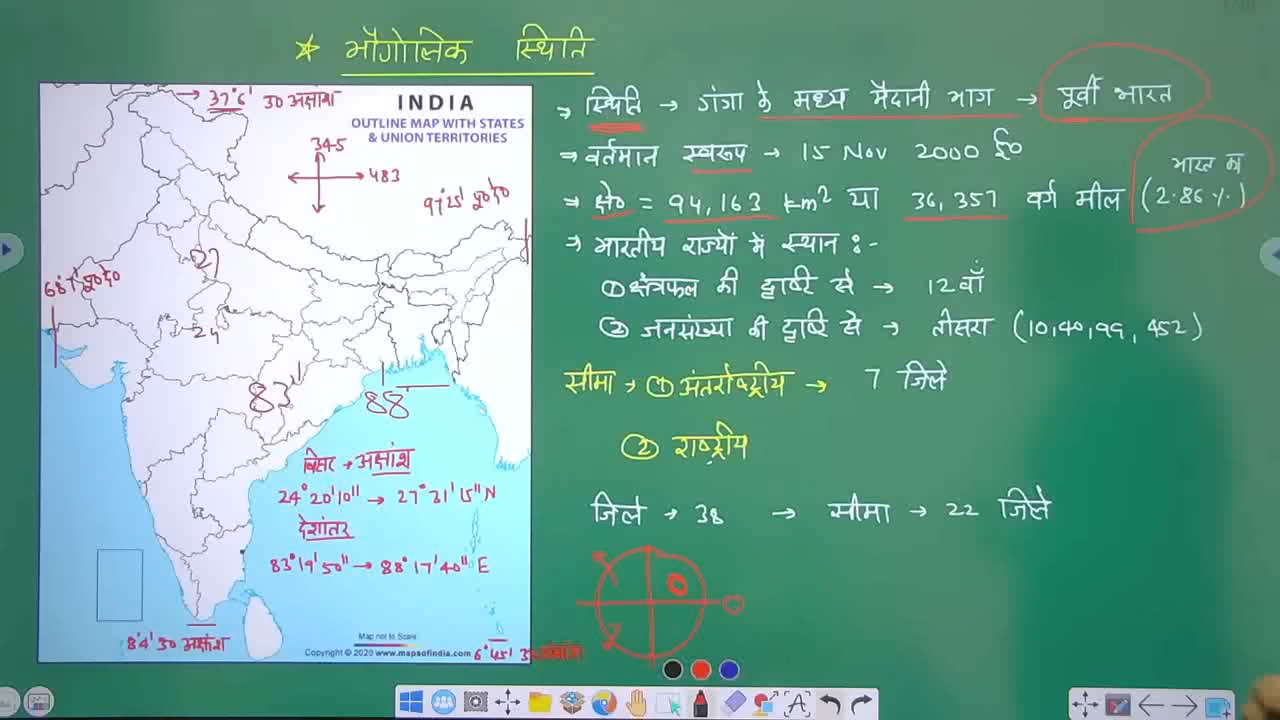 * भौगोलिक स्थिति
→ 37°6' उ० अक्षांश
INDIA
OUTLINE MAP WITH STATES
& UNION TERRITORIES
345
483
97°25' पू०दे०
68°7' पू०दे०
27
24
83
88
बिहार → अक्षांश
24°20'10" → 27°31'15" N
देशांतर
83°19'50" → 88°17'40" E
8°4' उ० अक्षांश
Map not to Scale
Copyright © 2020 www.mapsofindia.com
6°45'
→ स्थिति → गंगा के मध्य मैदानी भाग → पूर्वी भारत
→ वर्तमान स्वरूप → 15 Nov 2000 ई०
→ क्षे० = 94,163 km² या 36,357 वर्ग मील (2.86%)
भारत का
→ भारतीय राज्यों में स्थान :-
① क्षेत्रफल की दृष्टि से → 12वाँ
② जनसंख्या की दृष्टि से → तीसरा (10,40,99,452)
सीमा → ① अंतर्राष्ट्रीय → 7 जिले
② राष्ट्रीय
जिले → 38 → सीमा → 22 जिले